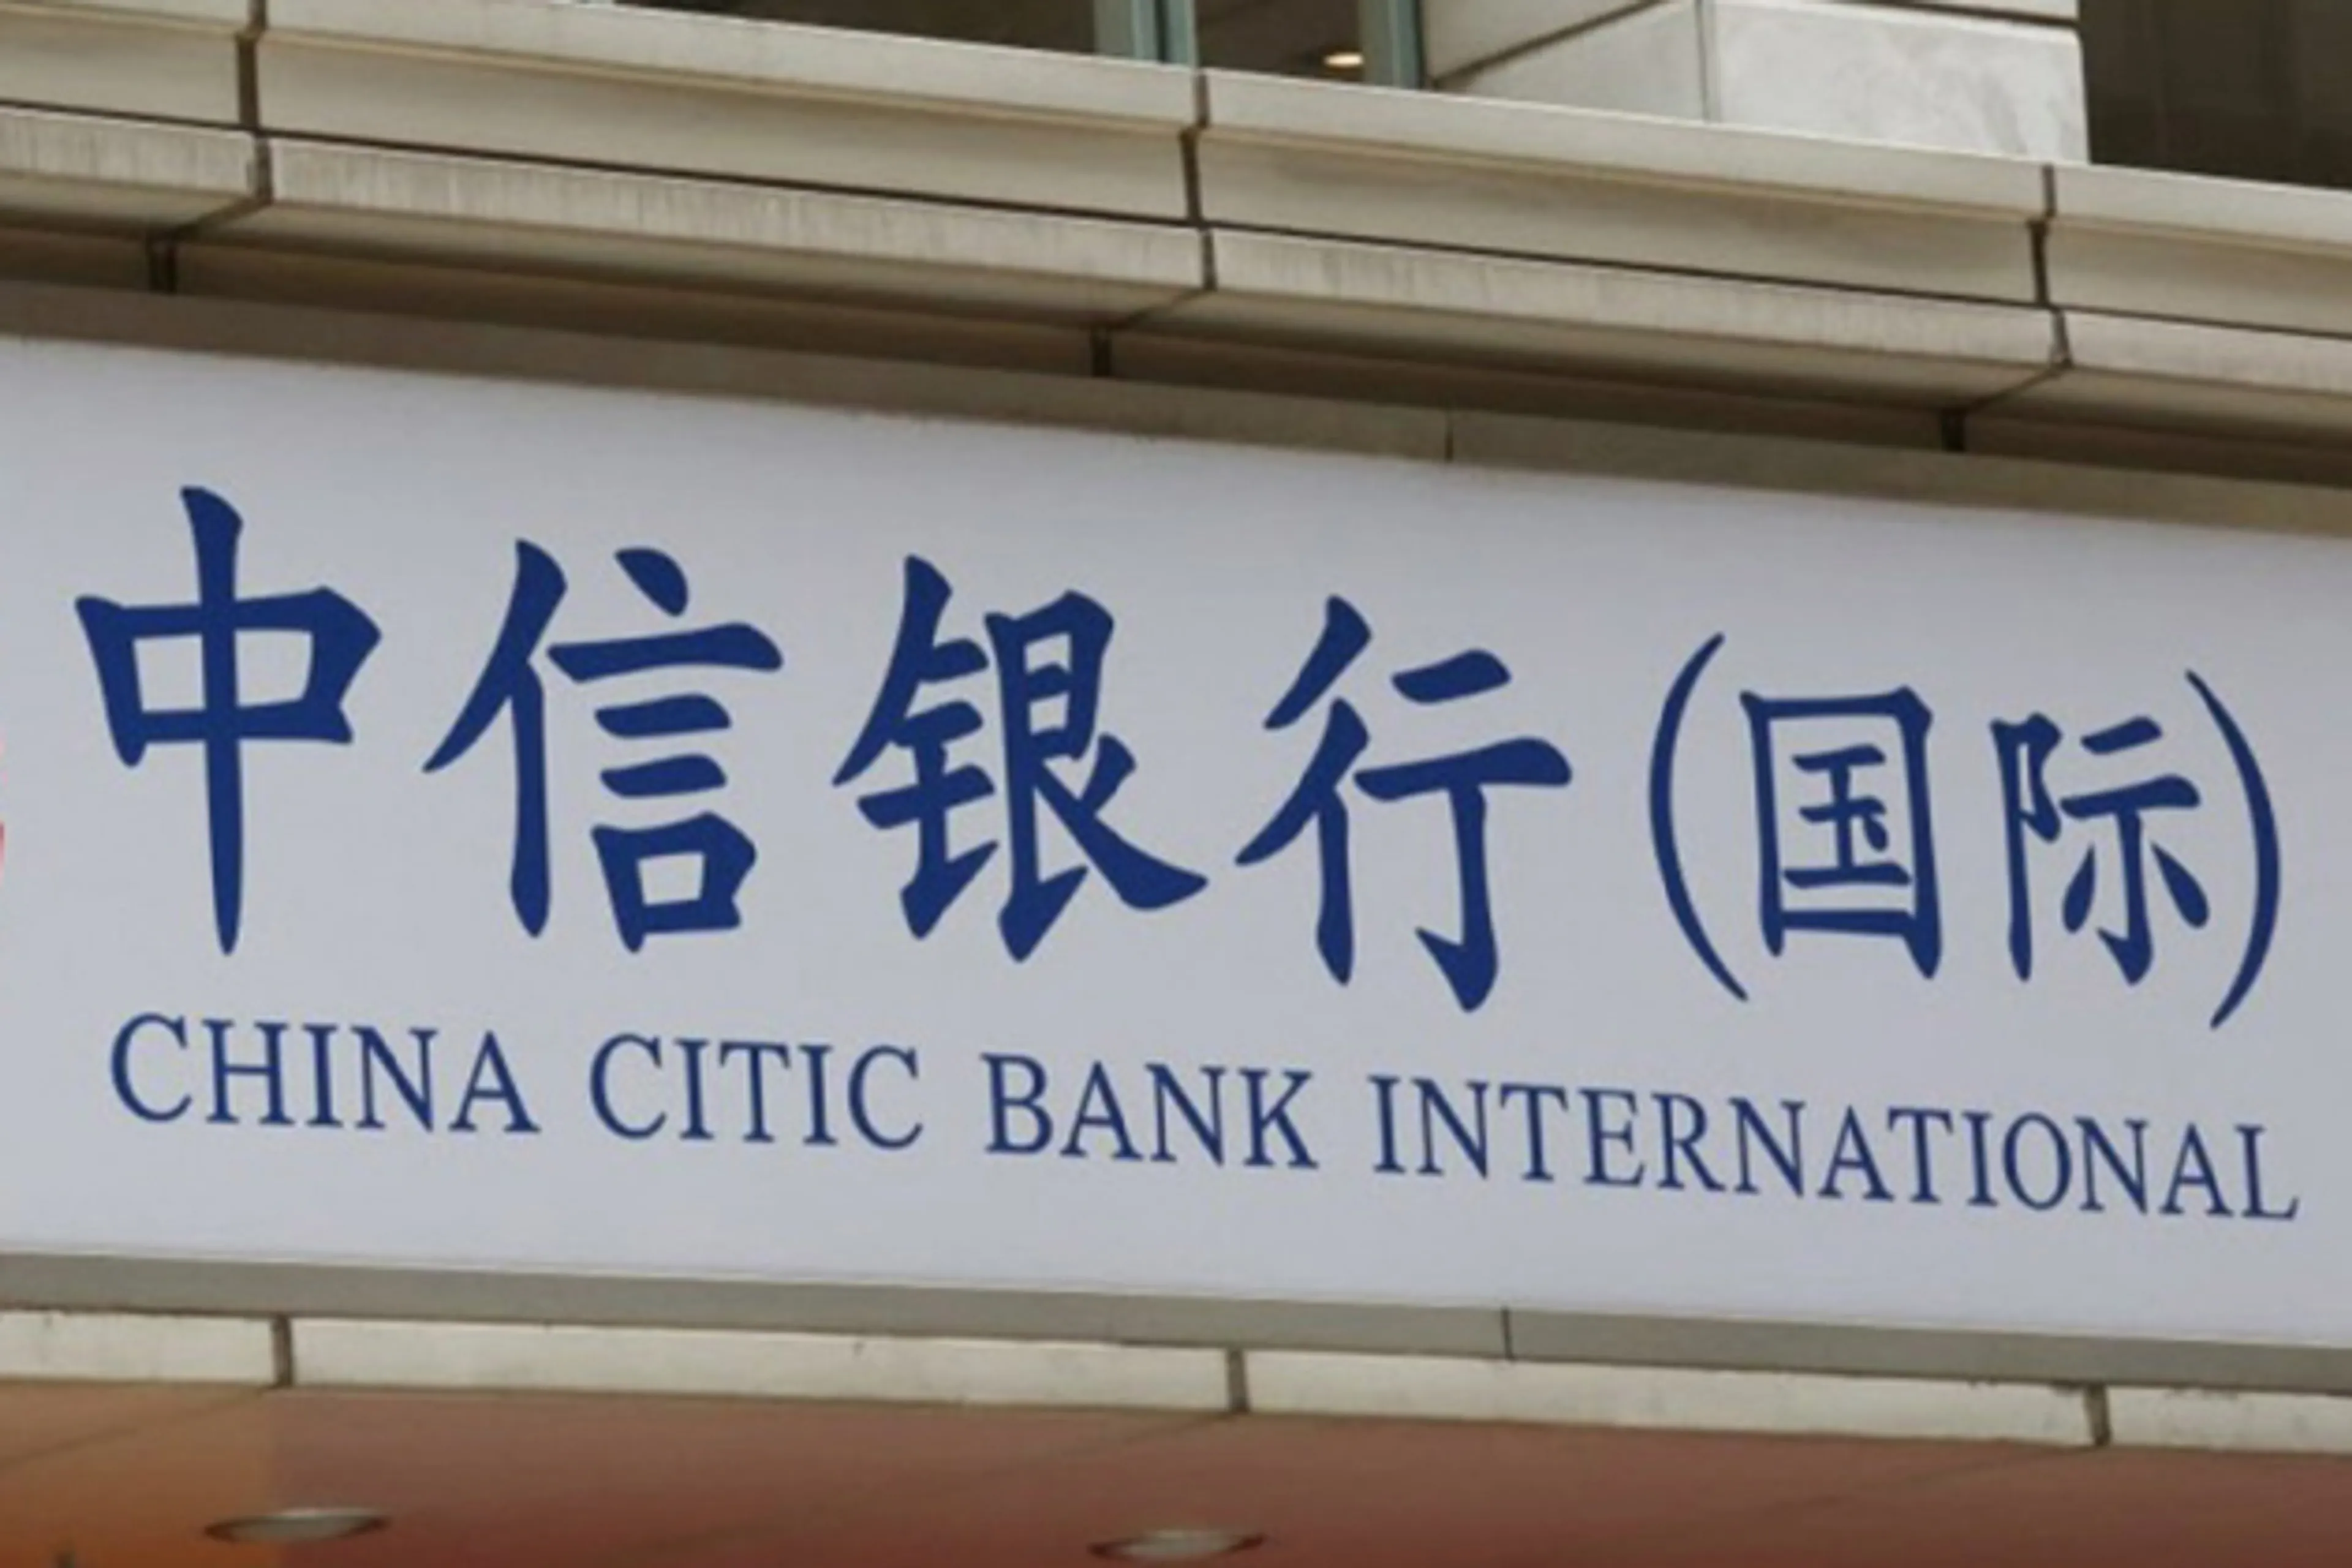 中信银行(国际)
CHINA CITIC BANK INTERNATIONAL